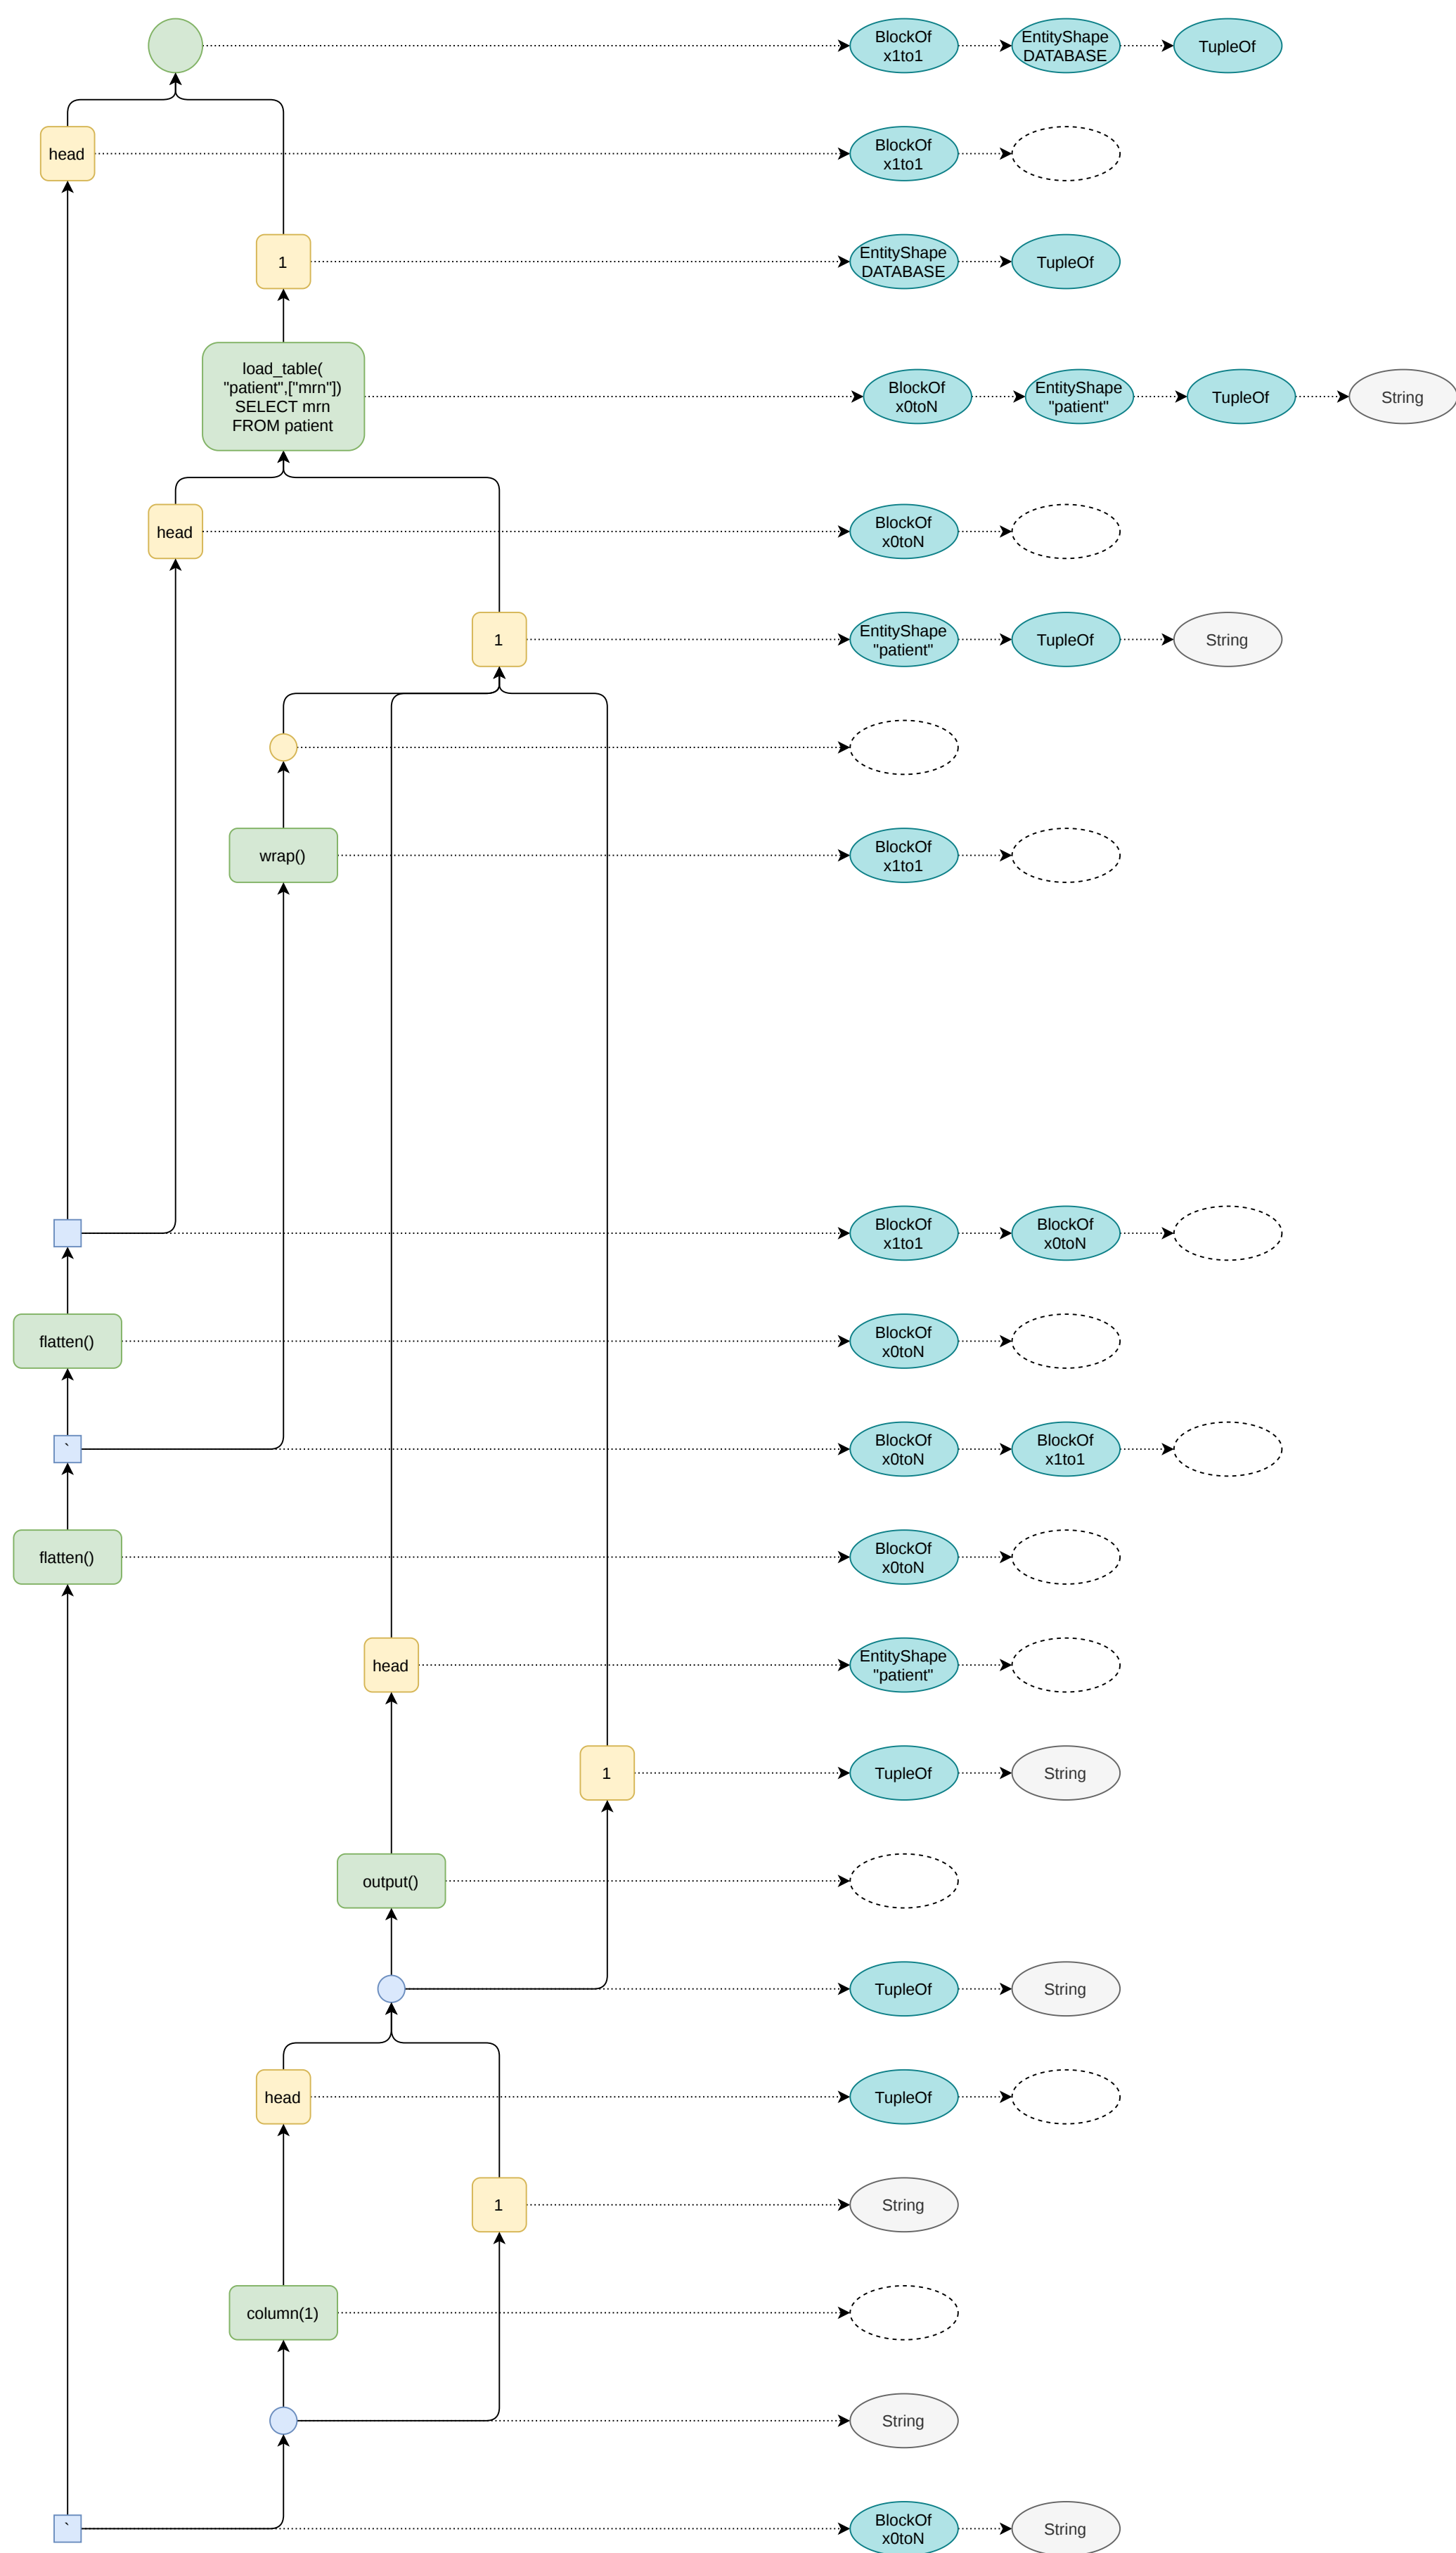 BlockOf
x1to1
EntityShape
DATABASE
TupleOf
head
BlockOf
x1to1
1
EntityShape
DATABASE
TupleOf
load_table(
"patient",["mrn"])
SELECT mrn
FROM patient
BlockOf
x0toN
EntityShape
"patient"
TupleOf
String
head
BlockOf
x0toN
1
EntityShape
"patient"
TupleOf
String
wrap()
BlockOf
x1to1
BlockOf
x1to1
BlockOf
x0toN
flatten()
BlockOf
x0toN
`
BlockOf
x0toN
BlockOf
x1to1
flatten()
BlockOf
x0toN
head
EntityShape
"patient"
1
TupleOf
String
output()
TupleOf
String
head
TupleOf
1
String
column(1)
String
`
BlockOf
x0toN
String